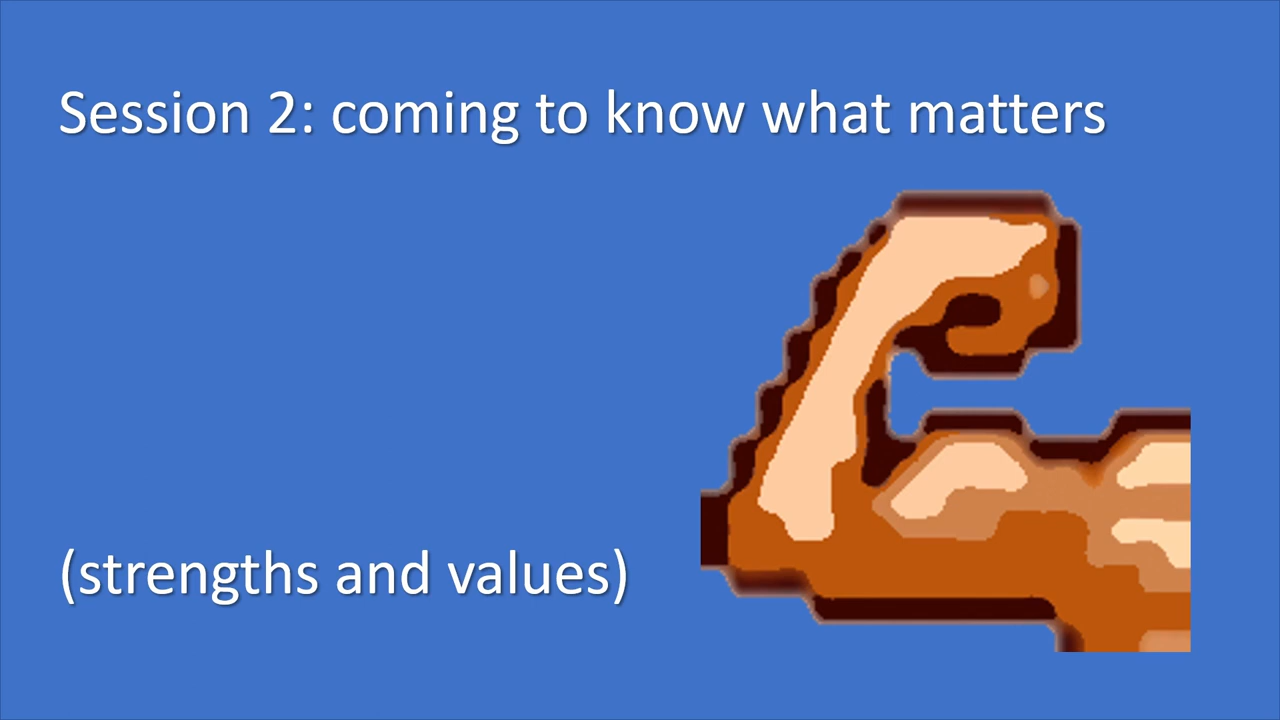 Session 2: coming to know what matters
(strengths and values)